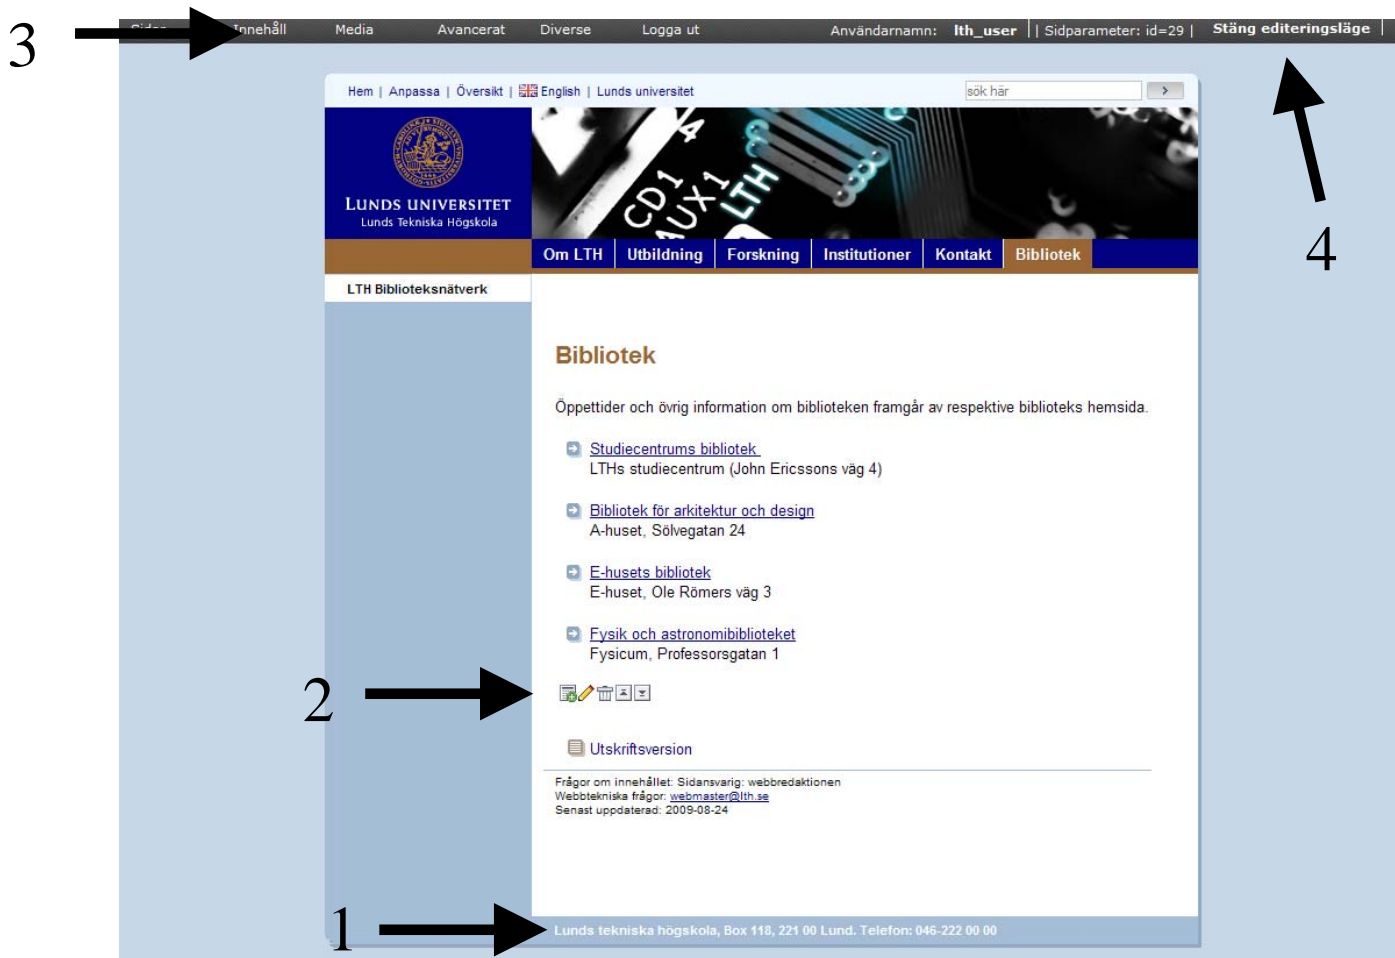 3
Innehåll Media Avancerat Diverse Logga ut Användarnamn: lth_user | | Sidparameter: id=29 | Stäng editeringsläge |
Hem | Anpassa | Översikt | English | Lunds universitet
sök här >
LUNDS UNIVERSITET
Lunds Tekniska Högskola
CD1
AUX1
LTH
4
Om LTH Utbildning Forskning Institutioner Kontakt Bibliotek
4
LTH Biblioteksnätverk
Bibliotek
Öppettider och övrig information om biblioteken framgår av respektive biblioteks hemsida.
Studiecentrums bibliotek
LTHs studiecentrum (John Ericssons väg 4)
Bibliotek för arkitektur och design
A-huset, Sölvegatan 24
E-husets bibliotek
E-huset, Ole Römers väg 3
Fysik och astronomibiblioteket
Fysicum, Professorsgatan 1
2
Utskriftsversion
Frågor om innehållet: Sidansvarig: webbredaktionen
Webbtekniska frågor: webmaster@lth.se
Senast uppdaterad: 2009-08-24
1
Lunds tekniska högskola, Box 118, 221 00 Lund. Telefon: 046-222 00 00